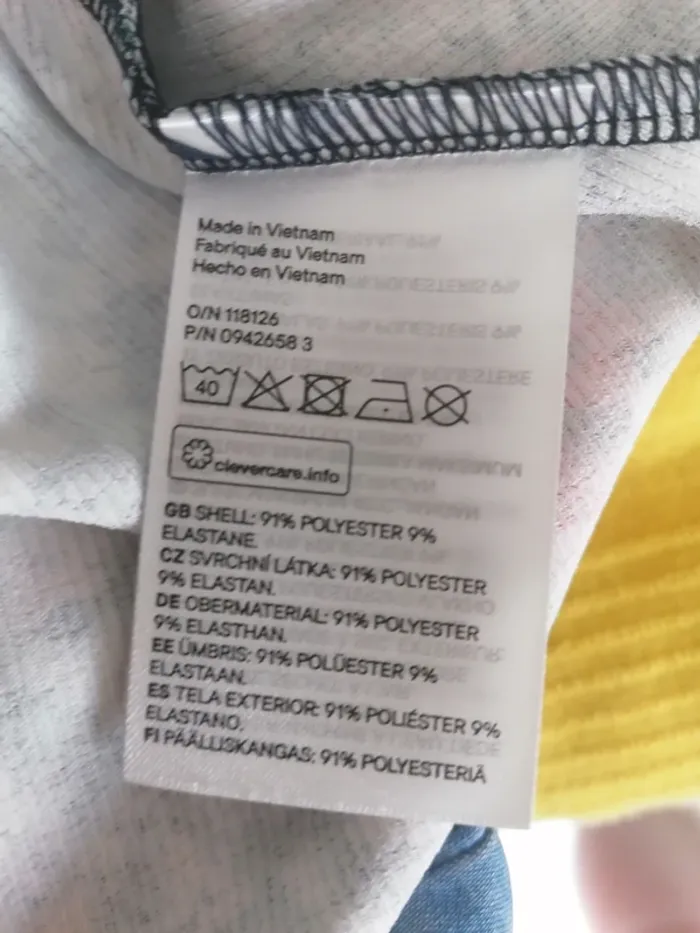 Made in Vietnam
Fabriqué au Vietnam
Hecho en Vietnam
O/N 118126
P/N 0942658 3
40
clevercare.info
GB SHELL: 91% POLYESTER 9%
ELASTANE.
CZ SVRCHNÍ LÁTKA: 91% POLYESTER
9% ELASTAN.
DE OBERMATERIAL: 91% POLYESTER
9% ELASTHAN.
EE ÜMBRIS: 91% POLÜESTER 9%
ELASTAAN.
ES TELA EXTERIOR: 91% POLIÉSTER 9%
ELASTANO.
FI PÄÄLLISKANGAS: 91% POLYESTERIÄ